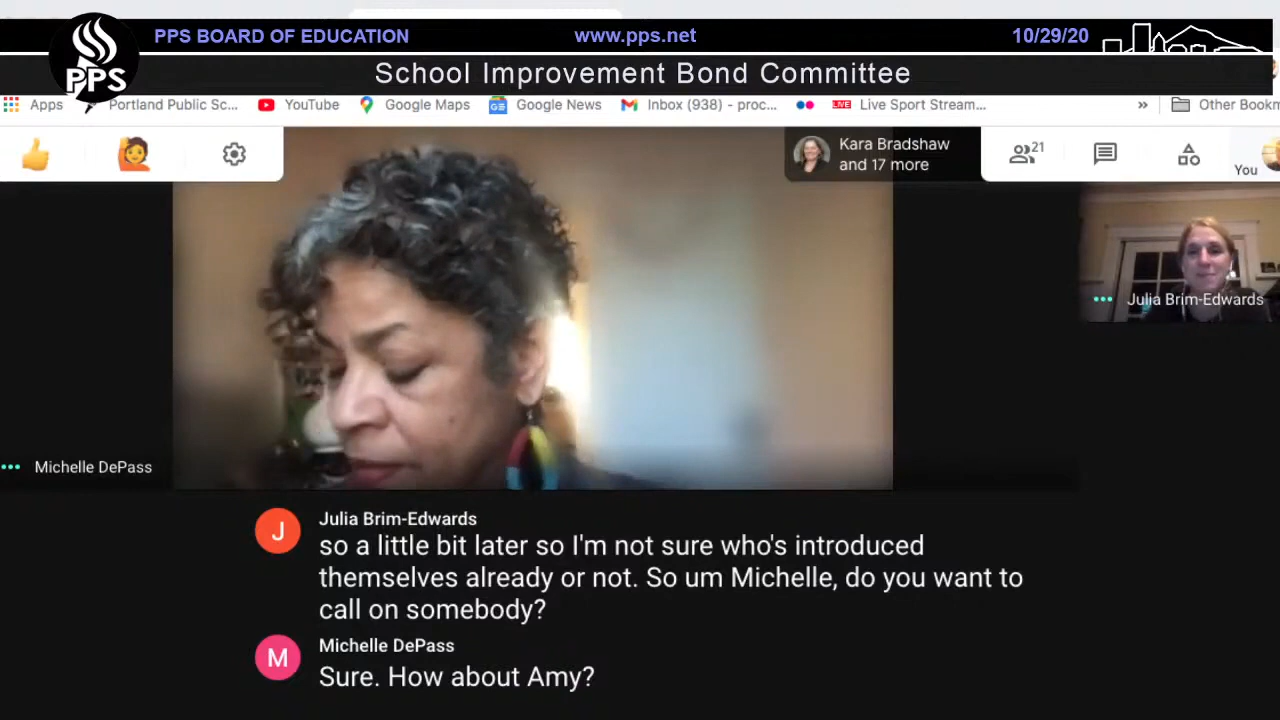 PPS BOARD OF EDUCATION www.pps.net 10/29/20
PPS
School Improvement Bond Committee
Apps Portland Public Sc... YouTube Google Maps Google News Inbox (938) - proc... LIVE Live Sport Stream... » Other Bookm
Kara Bradshaw
and 17 more
21
You
Julia Brim-Edwards
Michelle DePass
J
Julia Brim-Edwards
so a little bit later so I'm not sure who's introduced
themselves already or not. So um Michelle, do you want to
call on somebody?
M
Michelle DePass
Sure. How about Amy?